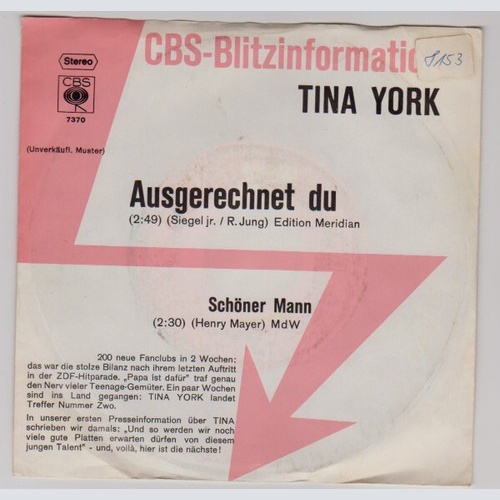 CBS-Blitzinformatio
8153
Stereo
CBS
7370
TINA YORK
(Unverkäufl. Muster)
Ausgerechnet du
(2:49) (Siegel jr. / R. Jung) Edition Meridian
Schöner Mann
(2:30) (Henry Mayer) MdW
200 neue Fanclubs in 2 Wochen:
das war die stolze Bilanz nach ihrem letzten Auftritt
in der ZDF-Hitparade. „Papa ist dafür" traf genau
den Nerv vieler Teenage-Gemüter. Ein paar Wochen
sind ins Land gegangen: TINA YORK landet
Treffer Nummer Zwo.
In unserer ersten Presseinformation über TINA
schrieben wir damals: „Und so werden wir noch
viele gute Platten erwarten dürfen von diesem
jungen Talent" - und, voilà, hier ist die nächste!